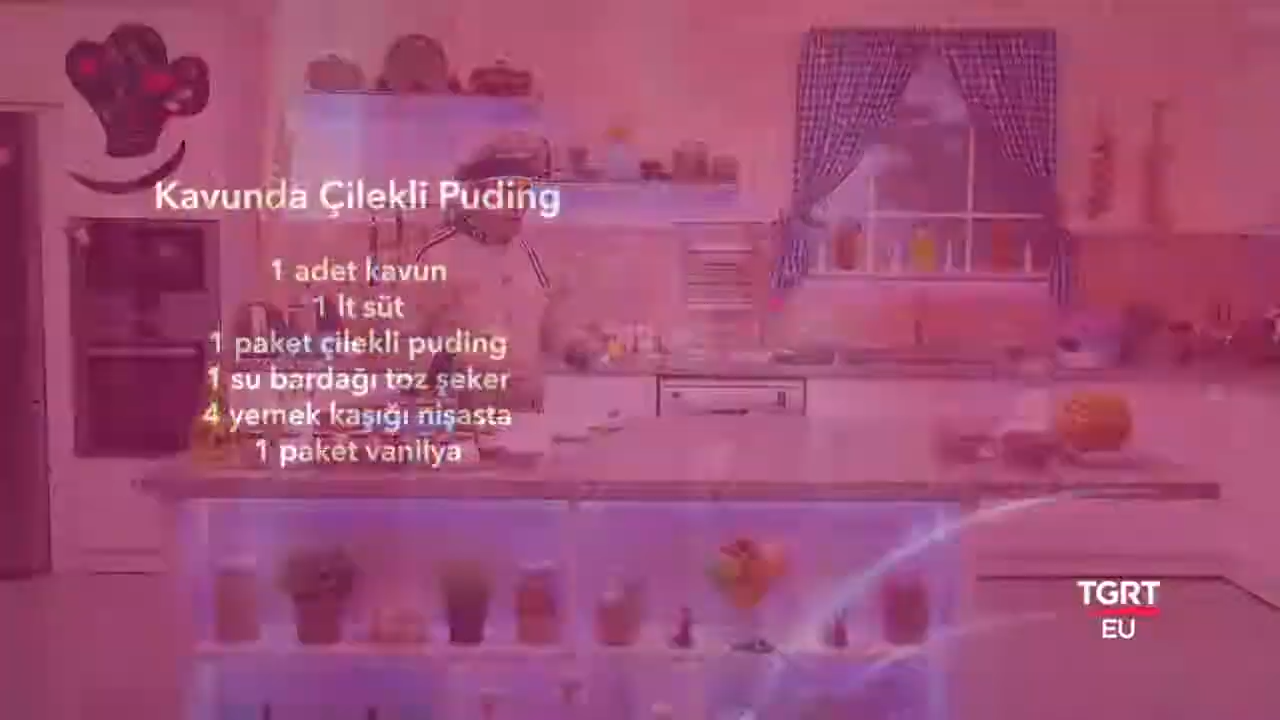 Kavunda Çilekli Puding
1 adet kavun
1 lt süt
1 paket çilekli puding
1 su bardağı toz şeker
4 yemek kaşığı nişasta
1 paket vanilya
TGRT
EU